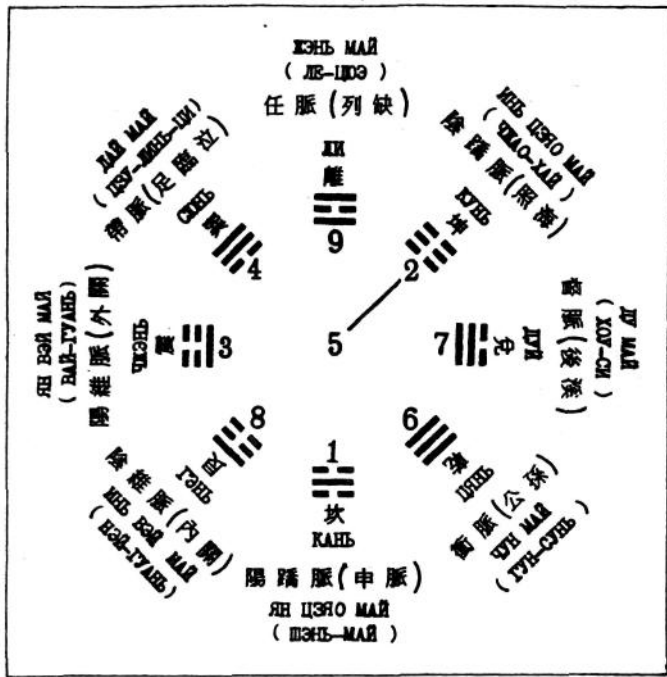 ЖЭНЬ МАЙ
( ЛЕ-ЦЮЭ )
任脈(列缺)
ЛИ
離
9
ИНЬ ЦЗЯО МАЙ
( ЧЖАО-ХАЙ )
陰蹻脈(照海)
КУНЬ
坤
2
ДУ МАЙ
( ХОУ-СИ )
督脈(後溪)
ДУЙ
兌
7
6
乾
ЦЯНЬ
衝脈(公孫)
ЧУН МАЙ
( ГУН-СУНЬ )
1
坎
КАНЬ
陽蹻脈(申脈)
ЯН ЦЗЯО МАЙ
( ШЭНЬ-МАЙ )
8
艮
ГЭНЬ
陰維脈(內關)
ИНЬ ВЭЙ МАЙ
( НЭЙ-ГУАНЬ )
ЯН ВЭЙ МАЙ
( ВАЙ-ГУАНЬ )
陽維脈(外關)
ЧЖЭНЬ
震
3
ДАЙ МАЙ
( ЦЗУ-ЛИНЬ-ЦИ )
帶脈(足臨泣)
СЮНЬ
巽
4
5